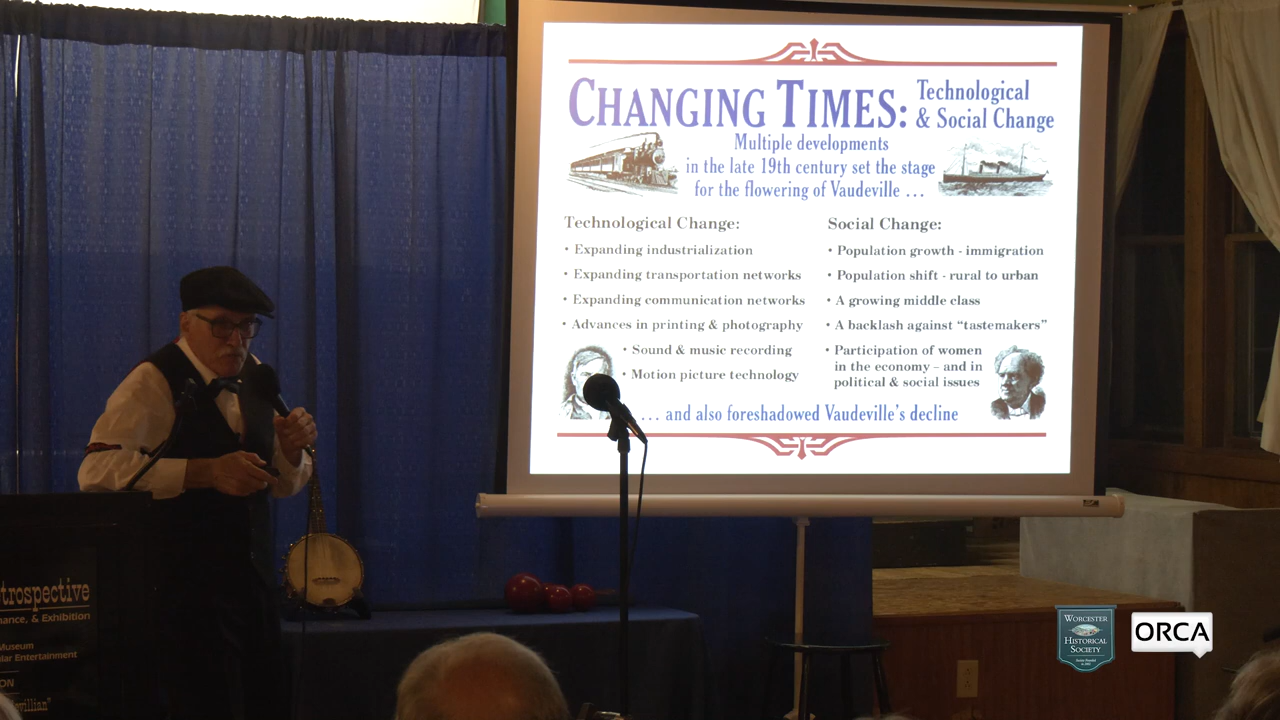 CHANGING TIMES:
Technological
& Social Change
Multiple developments
in the late 19th century set the stage
for the flowering of Vaudeville ...
Technological Change:
• Expanding industrialization
• Expanding transportation networks
• Expanding communication networks
• Advances in printing & photography
• Sound & music recording
• Motion picture technology
Social Change:
• Population growth - immigration
• Population shift - rural to urban
• A growing middle class
• A backlash against “tastemakers”
• Participation of women
in the economy – and in
political & social issues
... and also foreshadowed Vaudeville's decline
trospective
nance, & Exhibition
Museum
lar Entertainment
ON
WORCESTER
HISTORICAL
SOCIETY
ORCA